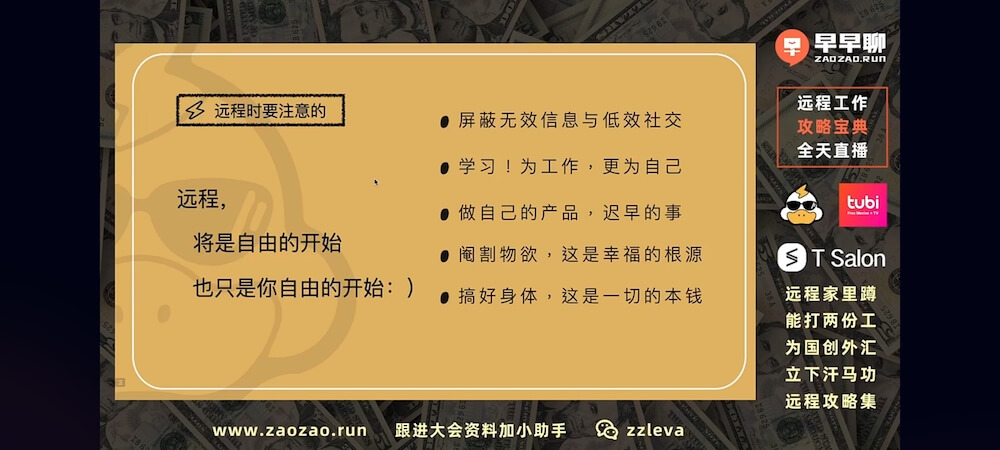 远程时要注意的
远程，
将是自由的开始
也只是你自由的开始：)
屏蔽无效信息与低效社交
学习！为工作，更为自己
做自己的产品，迟早的事
阉割物欲，这是幸福的根源
搞好身体，这是一切的本钱
早早聊
ZAOZAO.RUN
远程工作
攻略宝典
全天直播
tubi
Free Movies + TV
T Salon
远程家里蹲
能打两份工
为国创外汇
立下汗马功
远程攻略集
www.zaozao.run 跟进大会资料加小助手 zzleva